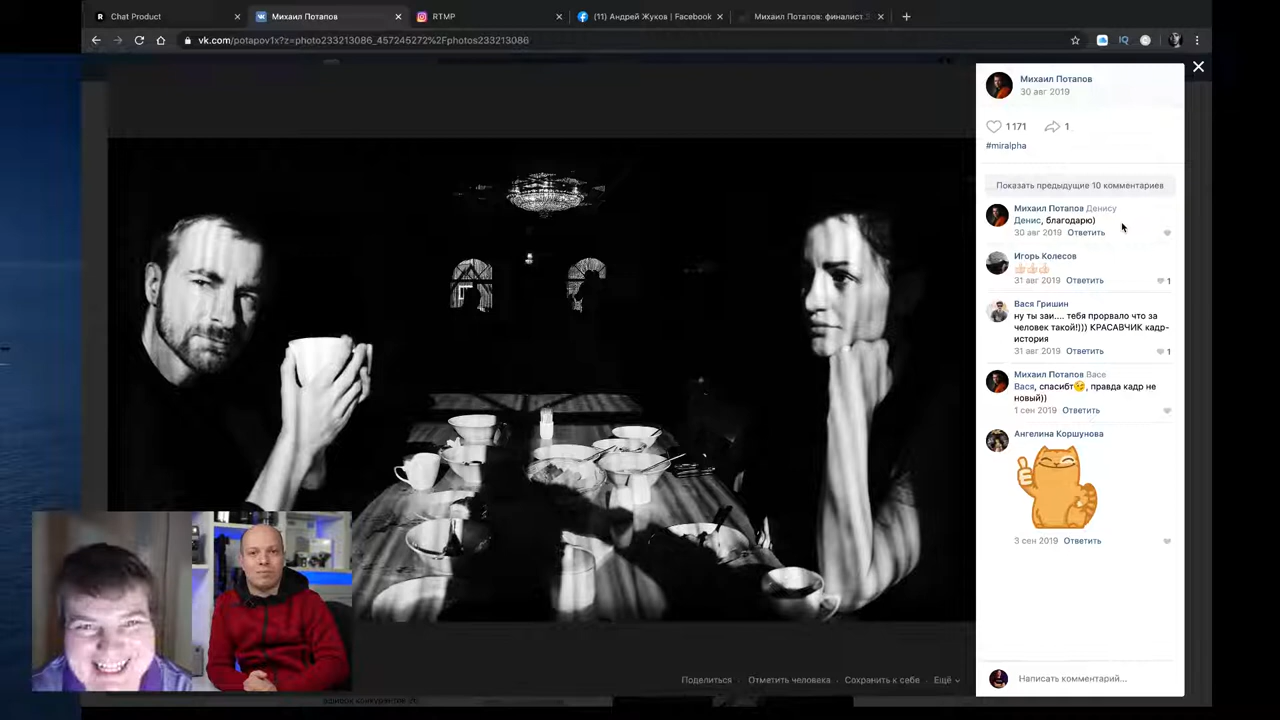 Chat Product
Михаил Потапов
RTMP
(11) Андрей Жуков | Facebook
Михаил Потапов: финалист
vk.com/potapov1x?z=photo233213086_457245272%2Fphotos233213086
IQ
Михаил Потапов
30 авг 2019
1 171
1
#miralpha
Показать предыдущие 10 комментариев
Михаил Потапов Денису
Денис, благодарю)
30 авг 2019 Ответить
Игорь Колесов
👍🏻👍🏻👍🏻
31 авг 2019 Ответить
1
Вася Гришин
ну ты заи.... тебя прорвало что за
человек такой!))) КРАСАВЧИК кадр-
история
31 авг 2019 Ответить
1
Михаил Потапов Васе
Вася, спасибт😘, правда кадр не
новый))
1 сен 2019 Ответить
Ангелина Коршунова
3 сен 2019 Ответить
Поделиться
Отметить человека
Сохранить к себе
Ещё
Написать комментарий...